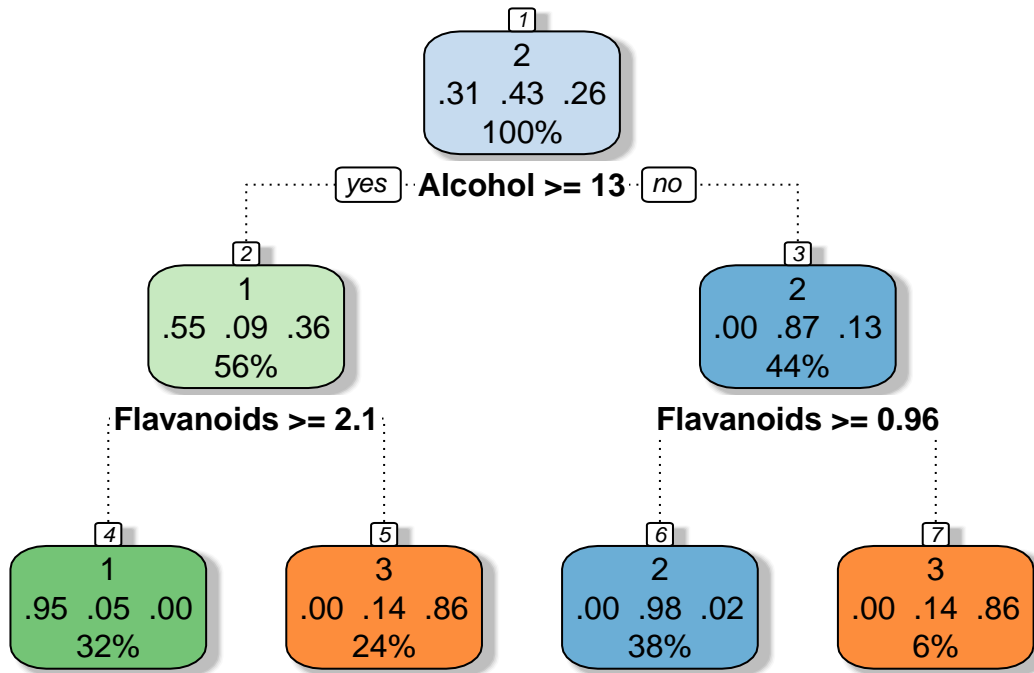 1
2
.31 .43 .26
100%
yes Alcohol >= 13 no
2
1
.55 .09 .36
56%
3
2
.00 .87 .13
44%
Flavanoids >= 2.1
Flavanoids >= 0.96
4
1
.95 .05 .00
32%
5
3
.00 .14 .86
24%
6
2
.00 .98 .02
38%
7
3
.00 .14 .86
6%